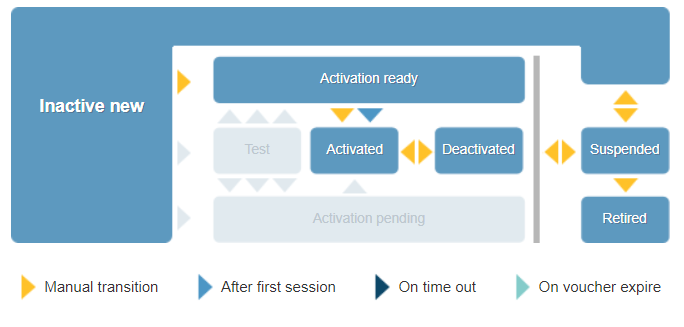 Inactive new
Activation ready
Test
Activated
Deactivated
Suspended
Activation pending
Retired
Manual transition
After first session
On time out
On voucher expire